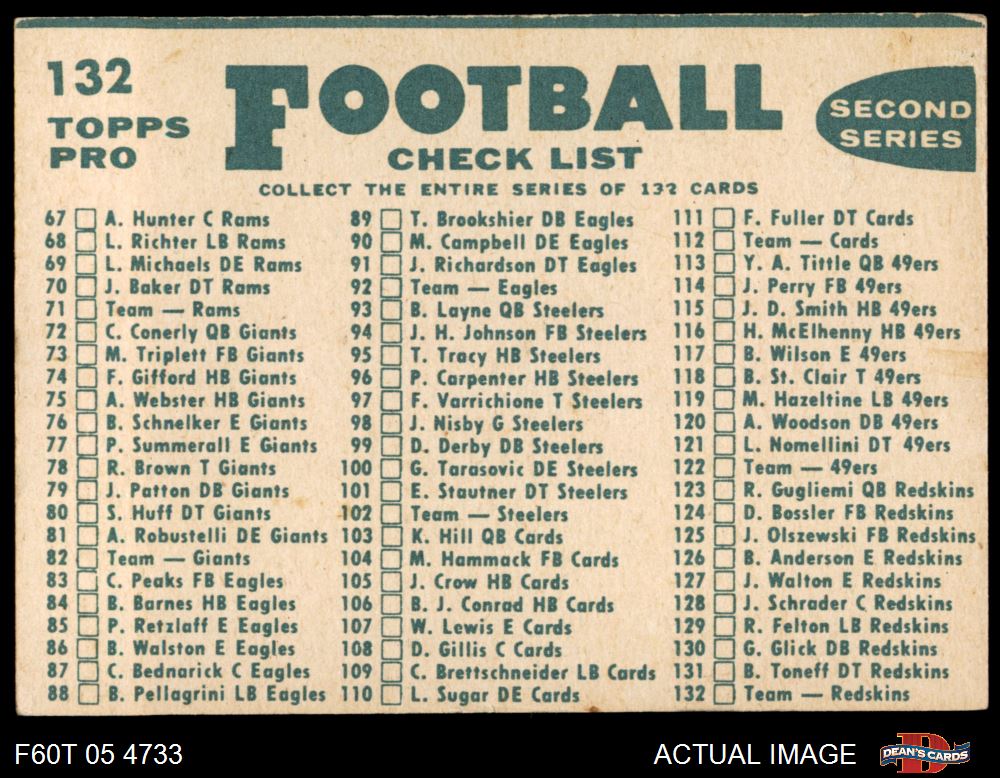 132
TOPPS
PRO
FOOTBALL
CHECK LIST
SECOND
SERIES
COLLECT THE ENTIRE SERIES OF 132 CARDS
67 A. Hunter C Rams
68 L. Richter LB Rams
69 L. Michaels DE Rams
70 J. Baker DT Rams
71 Team — Rams
72 C. Conerly QB Giants
73 M. Triplett FB Giants
74 F. Gifford HB Giants
75 A. Webster HB Giants
76 B. Schnelker E Giants
77 P. Summerall E Giants
78 R. Brown T Giants
79 J. Patton DB Giants
80 S. Huff DT Giants
81 A. Robustelli DE Giants
82 Team — Giants
83 C. Peaks FB Eagles
84 B. Barnes HB Eagles
85 P. Retzlaff E Eagles
86 B. Walston E Eagles
87 C. Bednarick C Eagles
88 B. Pellagrini LB Eagles
89 T. Brookshier DB Eagles
90 M. Campbell DE Eagles
91 J. Richardson DT Eagles
92 Team — Eagles
93 B. Layne QB Steelers
94 J. H. Johnson FB Steelers
95 T. Tracy HB Steelers
96 P. Carpenter HB Steelers
97 F. Varrichione T Steelers
98 J. Nisby G Steelers
99 D. Derby DB Steelers
100 G. Tarasovic DE Steelers
101 E. Stautner DT Steelers
102 Team — Steelers
103 K. Hill QB Cards
104 M. Hammack FB Cards
105 J. Crow HB Cards
106 B. J. Conrad HB Cards
107 W. Lewis E Cards
108 D. Gillis C Cards
109 C. Brettschneider LB Cards
110 L. Sugar DE Cards
111 F. Fuller DT Cards
112 Team — Cards
113 Y. A. Tittle QB 49ers
114 J. Perry FB 49ers
115 J. D. Smith HB 49ers
116 H. McElhenny HB 49ers
117 B. Wilson E 49ers
118 B. St. Clair T 49ers
119 M. Hazeltine LB 49ers
120 A. Woodson DB 49ers
121 L. Nomellini DT 49ers
122 Team — 49ers
123 R. Gugliemi QB Redskins
124 D. Bossler FB Redskins
125 J. Olszewski FB Redskins
126 B. Anderson E Redskins
127 J. Walton E Redskins
128 J. Schrader C Redskins
129 R. Felton LB Redskins
130 G. Glick DB Redskins
131 B. Toneff DT Redskins
132 Team — Redskins
F60T 05 4733
ACTUAL IMAGE
DEAN'S CARDS